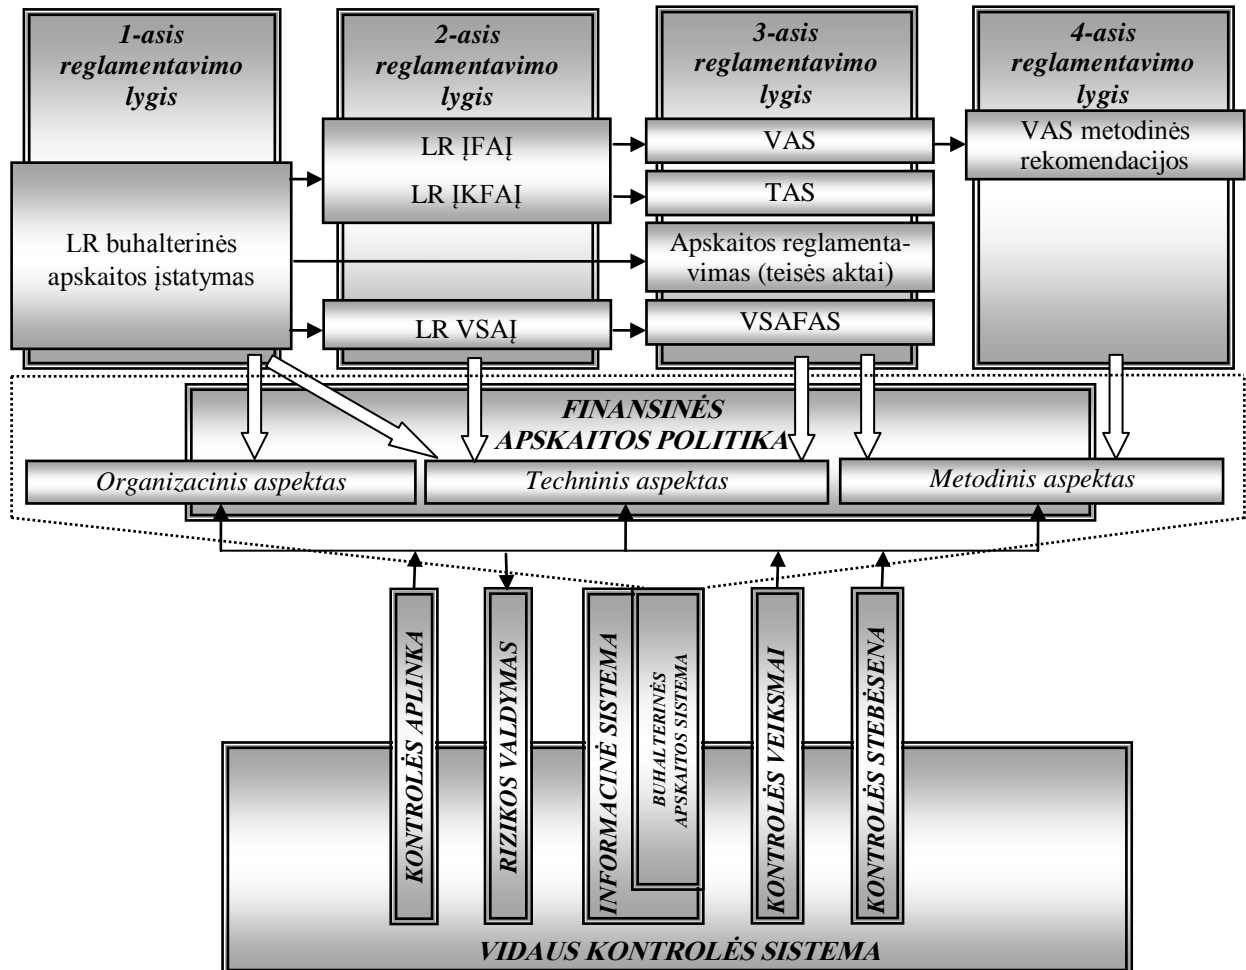 1-asis
reglamentavimo
lygis
2-asis
reglamentavimo
lygis
3-asis
reglamentavimo
lygis
4-asis
reglamentavimo
lygis
LR buhalterinės
apskaitos įstatymas
LR ĮFAĮ
LR ĮKFAĮ
LR VSAĮ
VAS
TAS
Apskaitos reglamenta-
vimas (teisės aktai)
VSAFAS
VAS metodinės
rekomendacijos
FINANSINĖS
APSKAITOS POLITIKA
Organizacinis aspektas
Techninis aspektas
Metodinis aspektas
KONTROLĖS APLINKA
RIZIKOS VALDYMAS
INFORMACINĖ SISTEMA
BUHALTERINĖS
APSKAITOS SISTEMA
KONTROLĖS VEIKSMAI
KONTROLĖS STEBĖSENA
VIDAUS KONTROLĖS SISTEMA